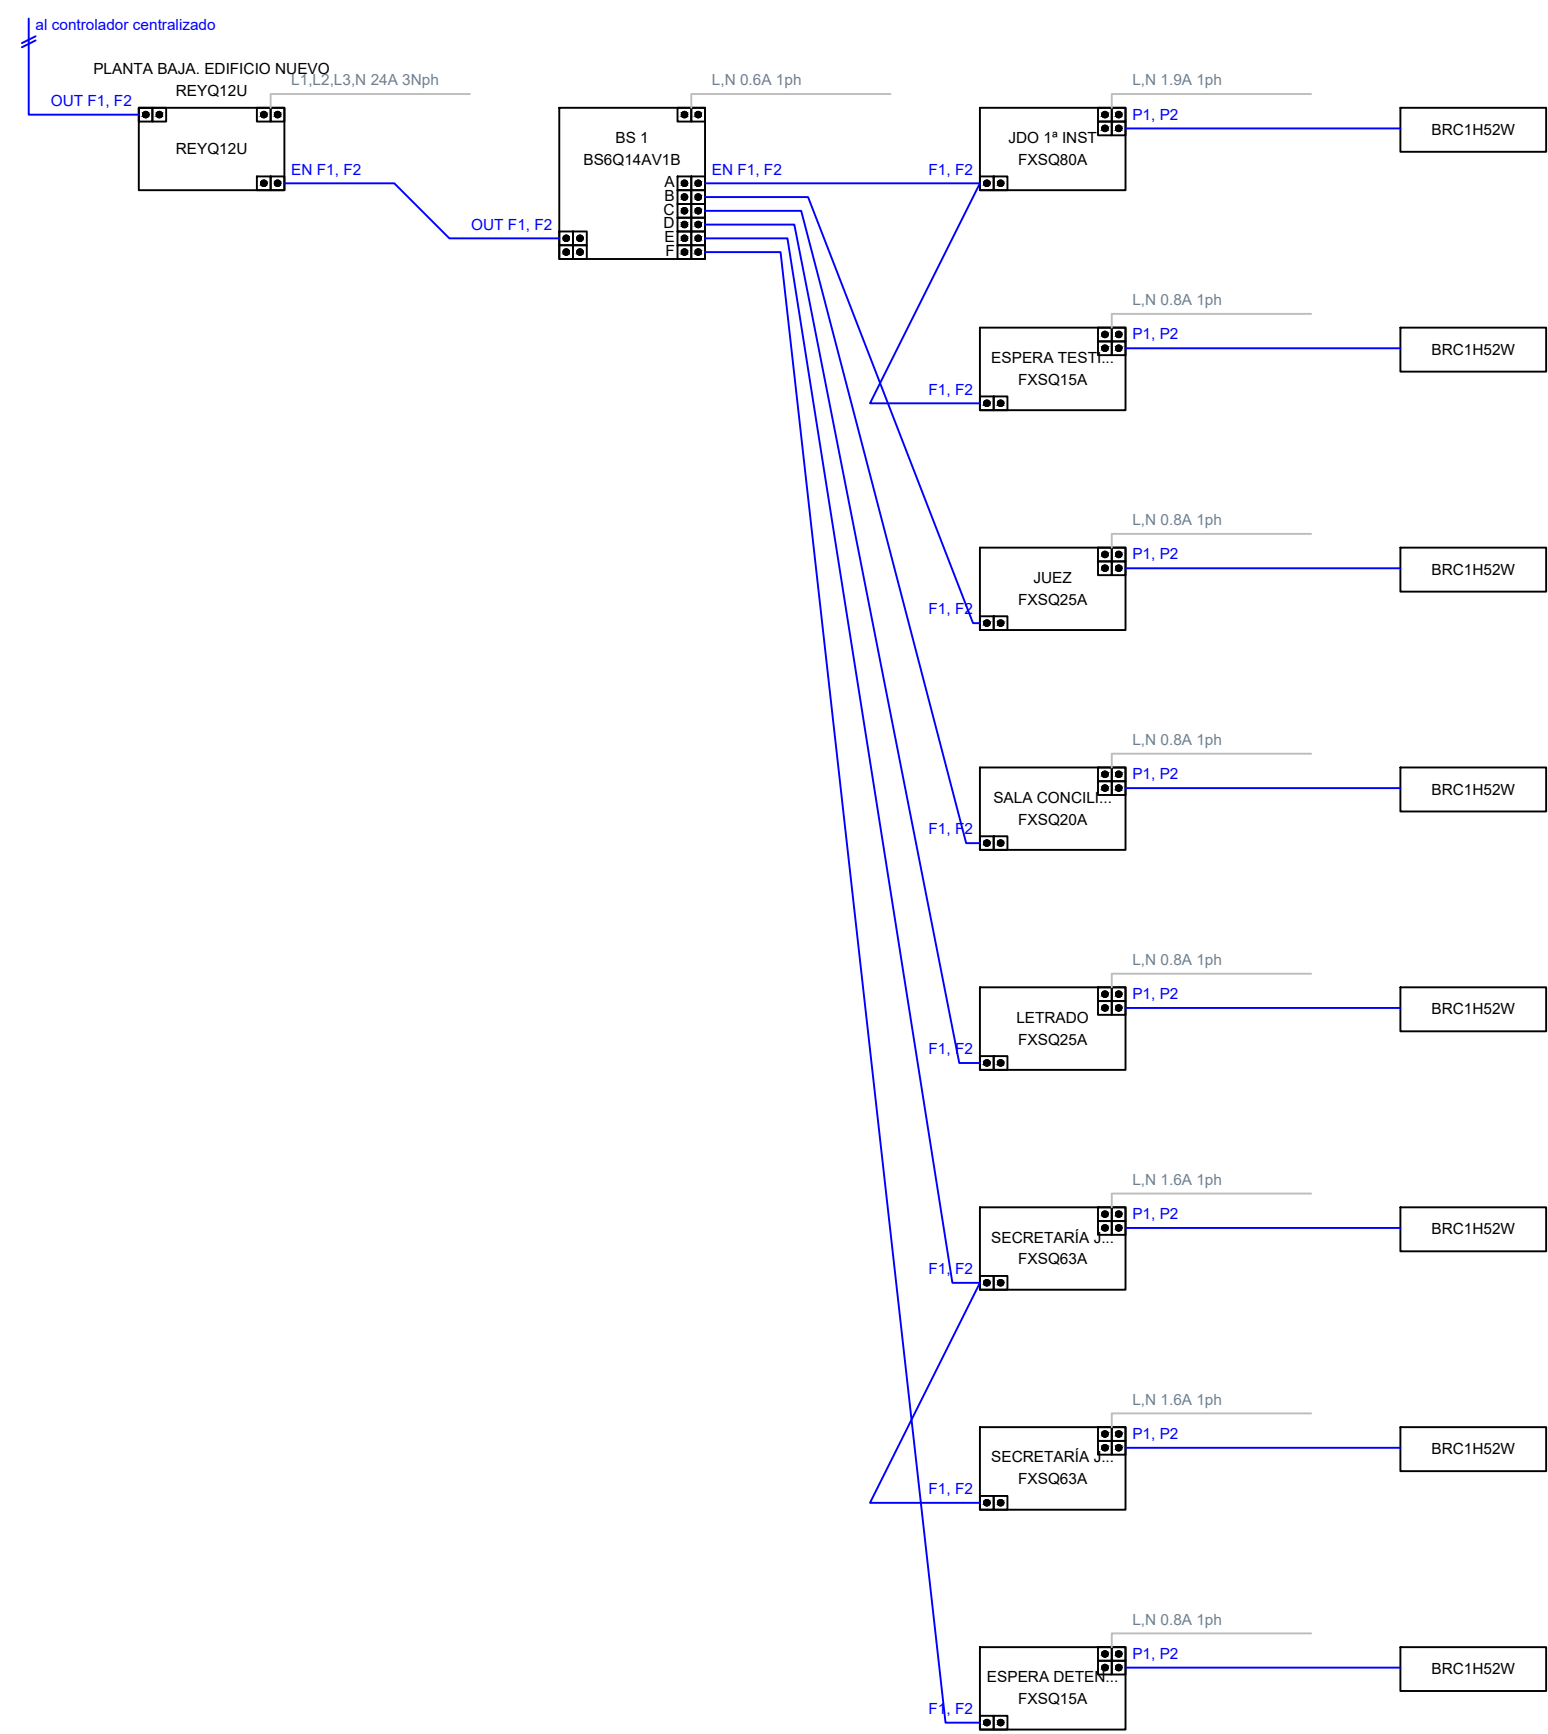 al controlador centralizado
PLANTA BAJA. EDIFICIO NUEVO
REYQ12U
L1,L2,L3,N 24A 3Nph
OUT F1, F2
REYQ12U
EN F1, F2
L,N 0.6A 1ph
BS 1
BS6Q14AV1B
OUT F1, F2
A
B
C
D
E
F
EN F1, F2
L,N 1.9A 1ph
P1, P2
JDO 1ª INST
FXSQ80A
F1, F2
BRC1H52W
L,N 0.8A 1ph
P1, P2
ESPERA TESTI...
FXSQ15A
F1, F2
BRC1H52W
L,N 0.8A 1ph
P1, P2
JUEZ
FXSQ25A
F1, F2
BRC1H52W
L,N 0.8A 1ph
P1, P2
SALA CONCILI...
FXSQ20A
F1, F2
BRC1H52W
L,N 0.8A 1ph
P1, P2
LETRADO
FXSQ25A
F1, F2
BRC1H52W
L,N 1.6A 1ph
P1, P2
SECRETARÍA J...
FXSQ63A
F1, F2
BRC1H52W
L,N 1.6A 1ph
P1, P2
SECRETARÍA J...
FXSQ63A
F1, F2
BRC1H52W
L,N 0.8A 1ph
P1, P2
ESPERA DETEN...
FXSQ15A
F1, F2
BRC1H52W